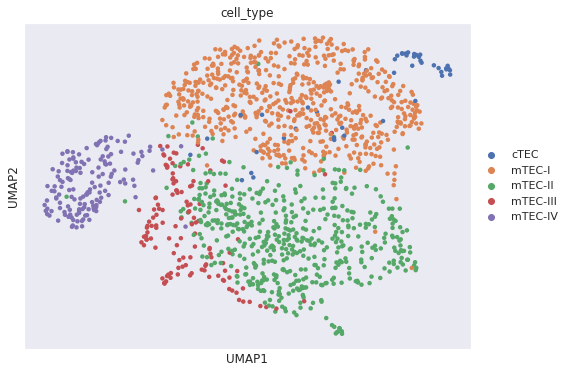 cell_type
UMAP2
cTEC
mTEC-I
mTEC-II
mTEC-III
mTEC-IV
UMAP1